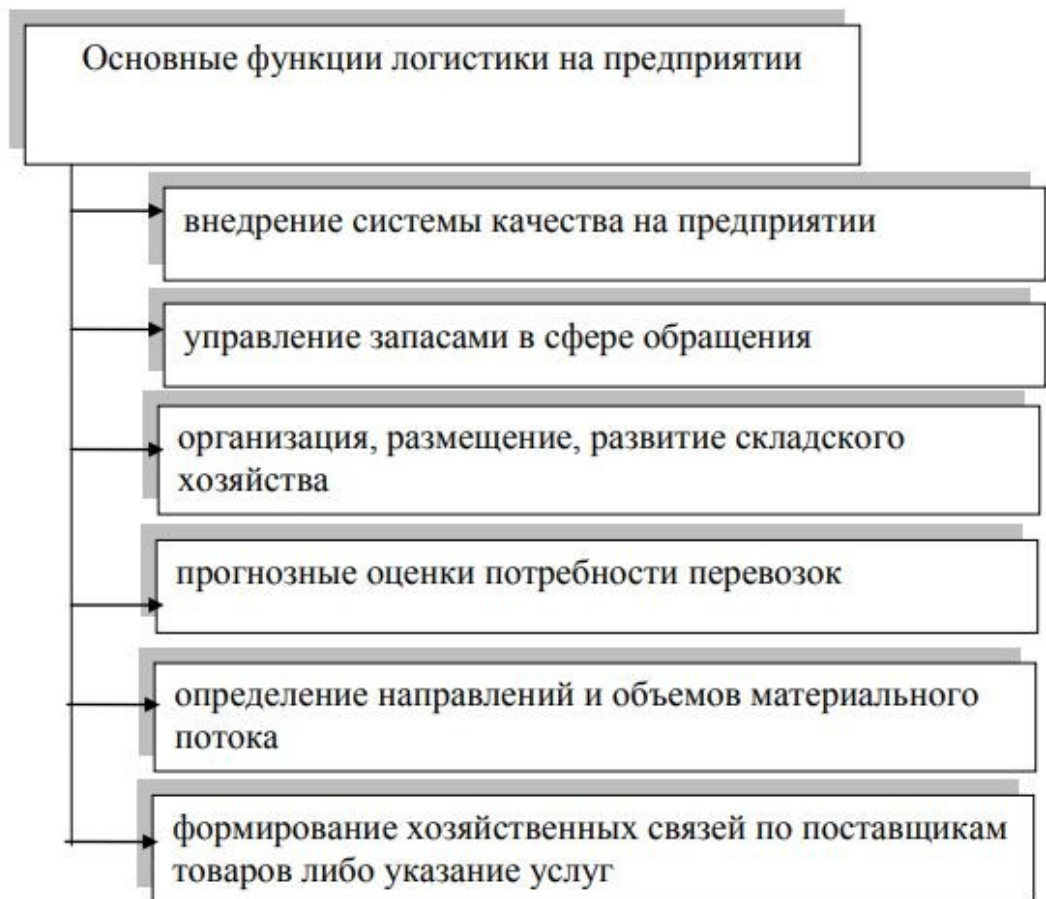 Основные функции логистики на предприятии
внедрение системы качества на предприятии
управление запасами в сфере обращения
организация, размещение, развитие складского
хозяйства
прогнозные оценки потребности перевозок
определение направлений и объемов материального
потока
формирование хозяйственных связей по поставщикам
товаров либо указание услуг